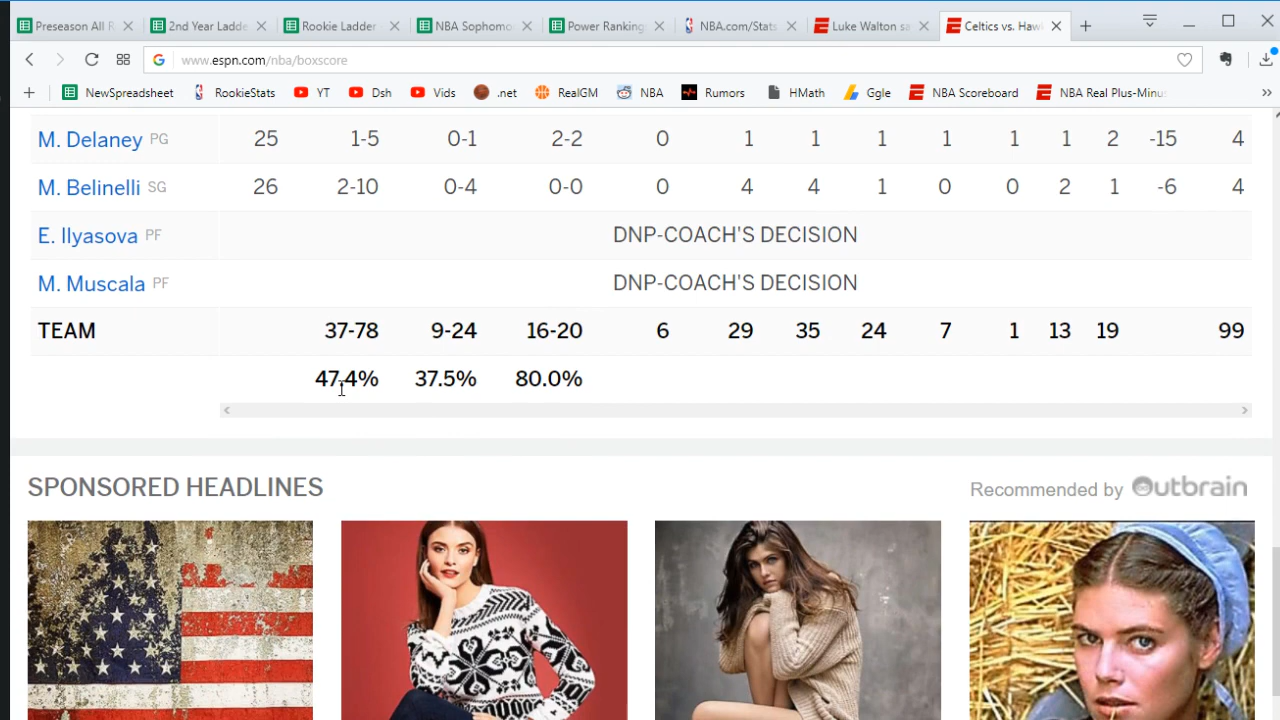 Preseason All R
2nd Year Ladde
Rookie Ladder -
NBA Sophomo
Power Ranking
NBA.com/Stats
Luke Walton sa
Celtics vs. Haw
www.espn.com/nba/boxscore
NewSpreadsheet
RookieStats
YT
Dsh
Vids
.net
RealGM
NBA
Rumors
HMath
Ggle
NBA Scoreboard
NBA Real Plus-Minu
M. Delaney PG 25 1-5 0-1 2-2 0 1 1 1 1 1 1 2 -15 4
M. Belinelli SG 26 2-10 0-4 0-0 0 4 4 1 0 0 2 1 -6 4
E. Ilyasova PF DNP-COACH'S DECISION
M. Muscala PF DNP-COACH'S DECISION
TEAM 37-78 9-24 16-20 6 29 35 24 7 1 13 19 99
47.4% 37.5% 80.0%
SPONSORED HEADLINES
Recommended by Outbrain